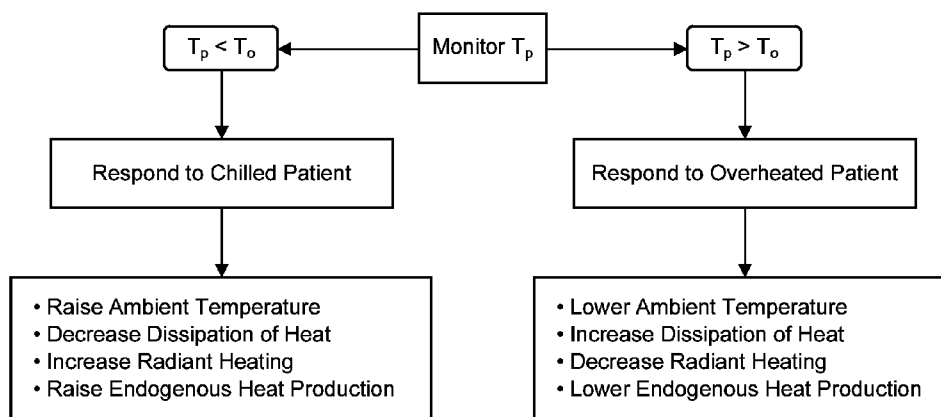 Monitor Tp
Tp < To
Tp > To
Respond to Chilled Patient
Respond to Overheated Patient
• Raise Ambient Temperature
• Decrease Dissipation of Heat
• Increase Radiant Heating
• Raise Endogenous Heat Production
• Lower Ambient Temperature
• Increase Dissipation of Heat
• Decrease Radiant Heating
• Lower Endogenous Heat Production